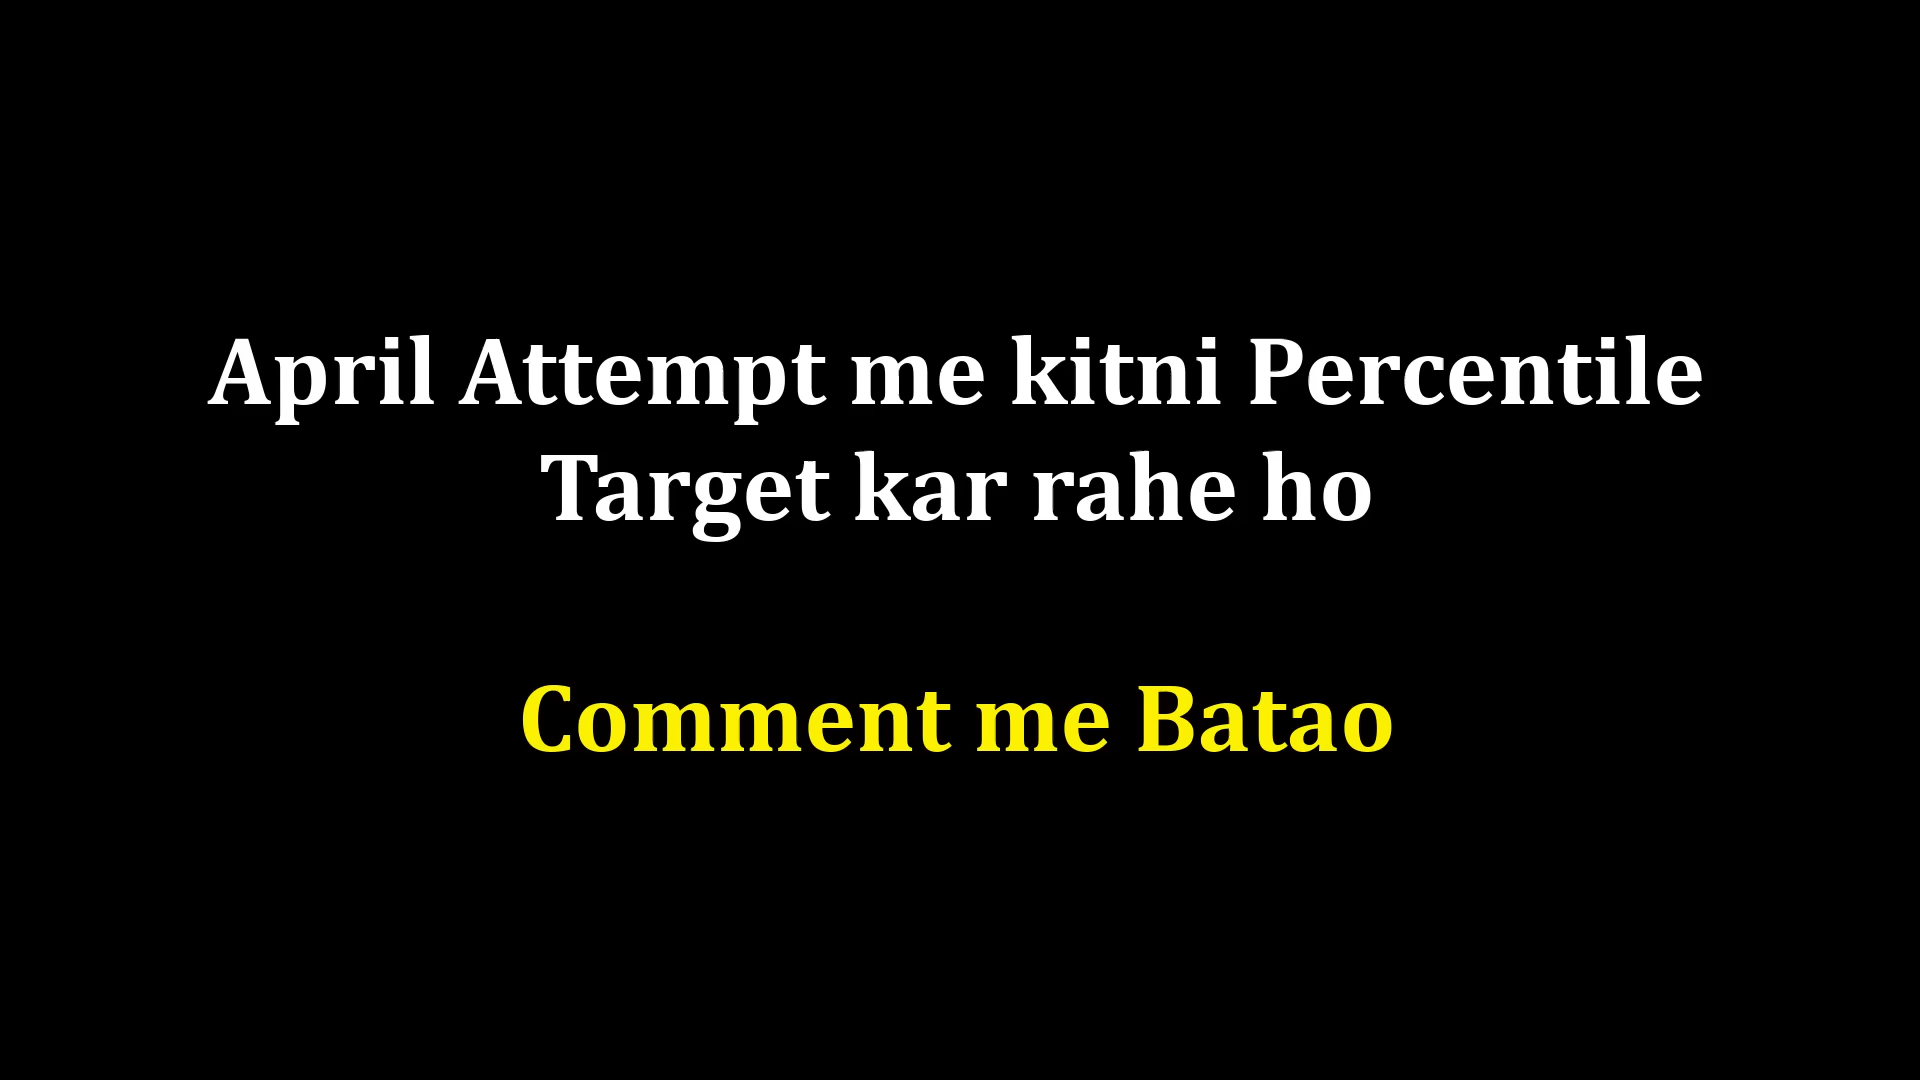 April Attempt me kitni Percentile
Target kar rahe ho
Comment me Batao